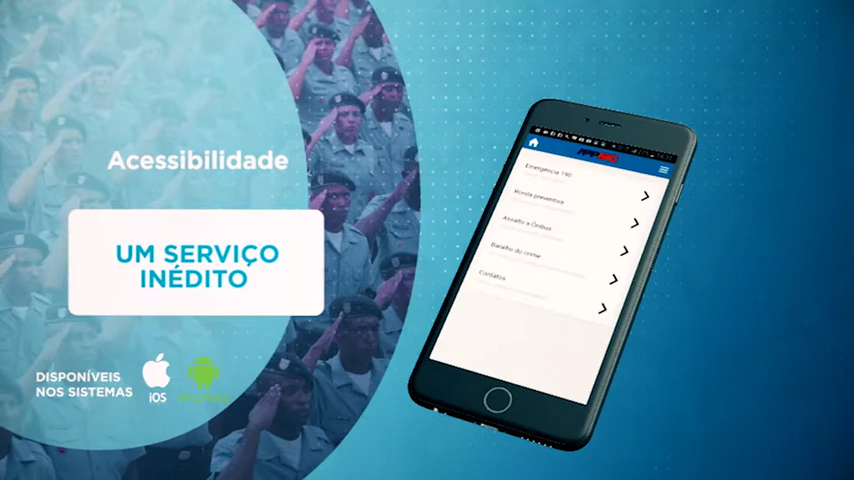 Acessibilidade
UM SERVIÇO
INÉDITO
DISPONÍVEIS
NOS SISTEMAS
iOS
Emergência 190
Ronda preventiva
Assalto a Ônibus
Baralho do crime
Contatos